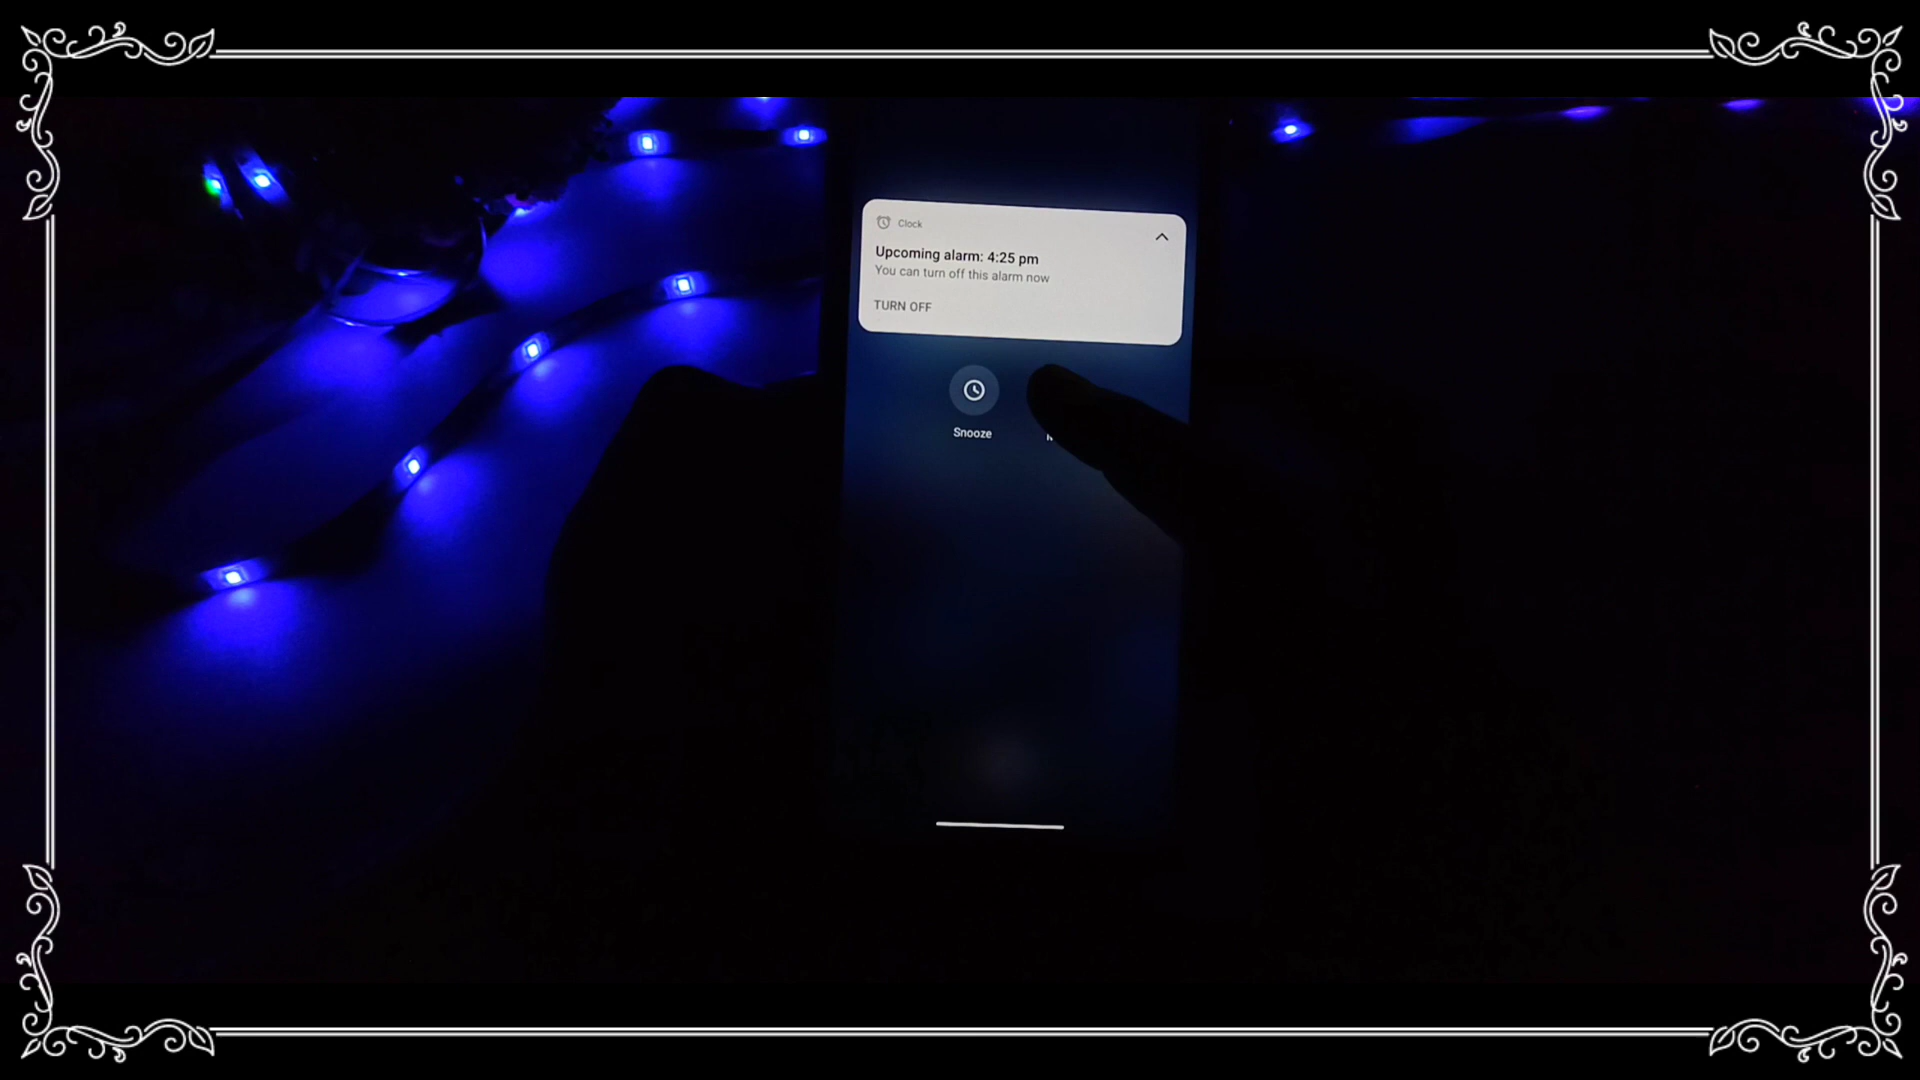 Clock
Upcoming alarm: 4:25 pm
You can turn off this alarm now
TURN OFF
Snooze